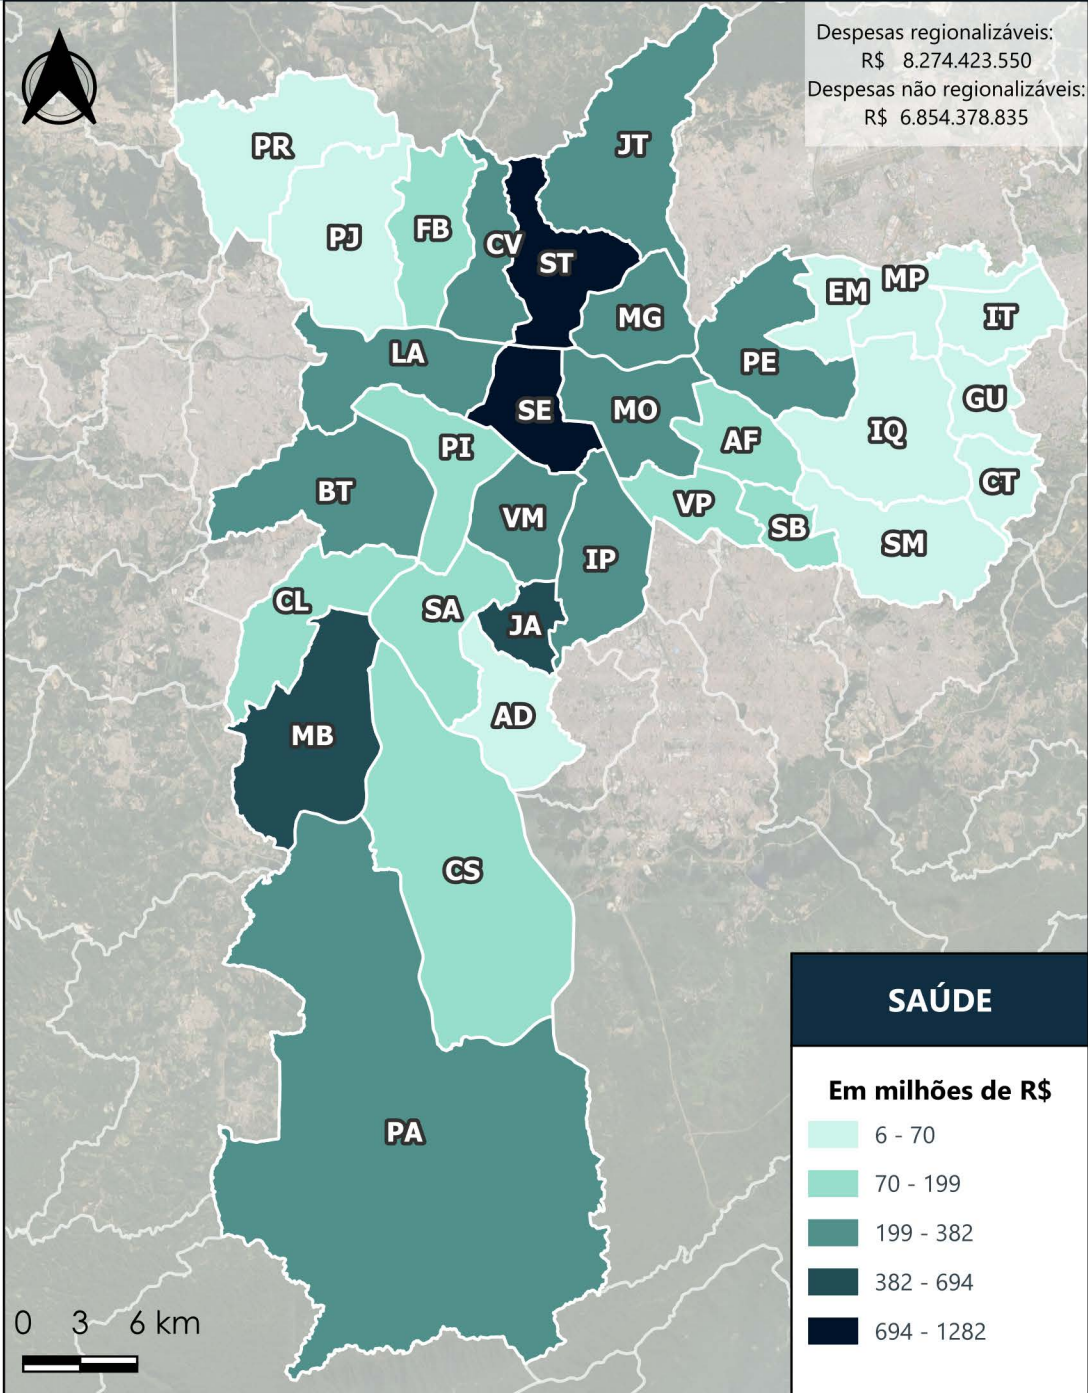 Despesas regionalizáveis:
R$ 8.274.423.550
Despesas não regionalizáveis:
R$ 6.854.378.835
JT
PR
PJ
FB
CV
ST
EM
MP
IT
MG
LA
PE
SE
MO
GU
IQ
AF
PI
BT
VM
VP
CT
SB
SM
IP
CL
SA
JA
AD
MB
CS
PA
SAÚDE
Em milhões de R$
6 - 70
70 - 199
199 - 382
382 - 694
694 - 1282
0 3 6 km